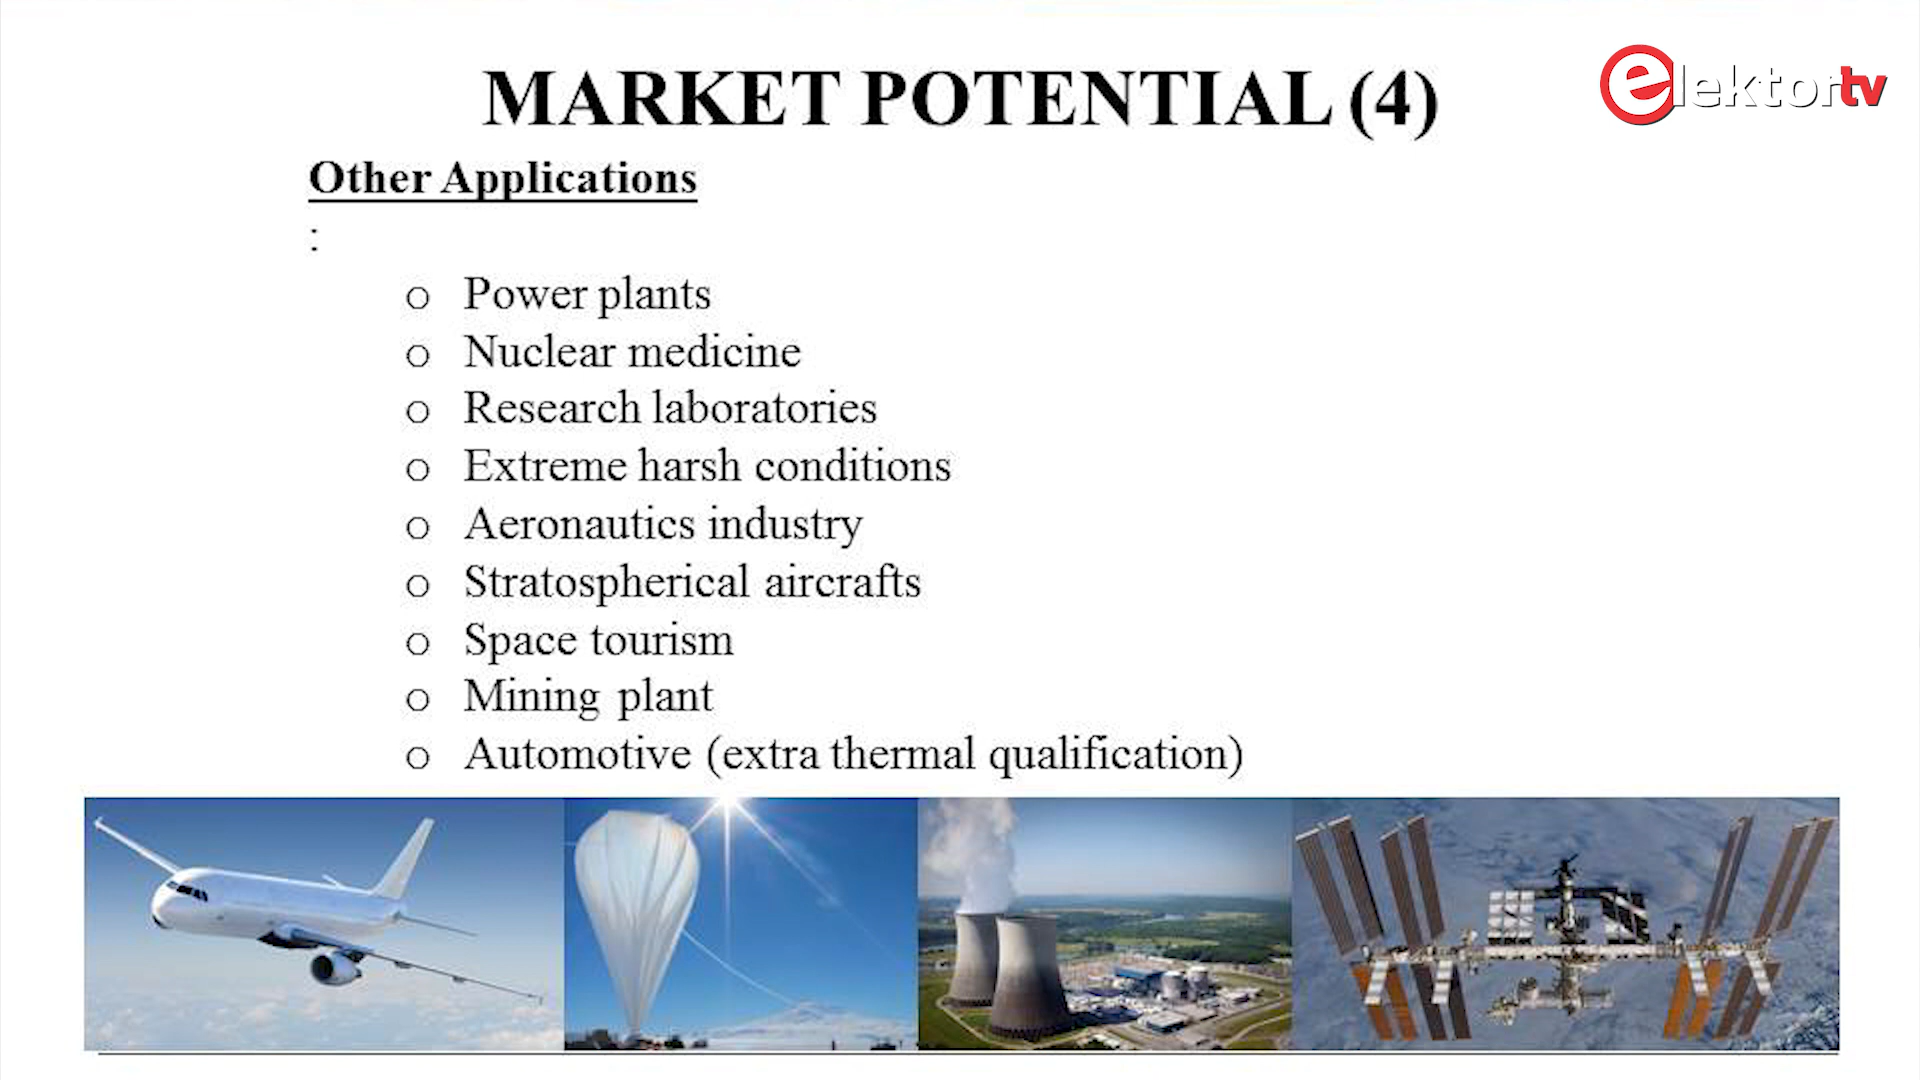 elektortv
MARKET POTENTIAL (4)
Other Applications
:
o Power plants
o Nuclear medicine
o Research laboratories
o Extreme harsh conditions
o Aeronautics industry
o Stratospherical aircrafts
o Space tourism
o Mining plant
o Automotive (extra thermal qualification)